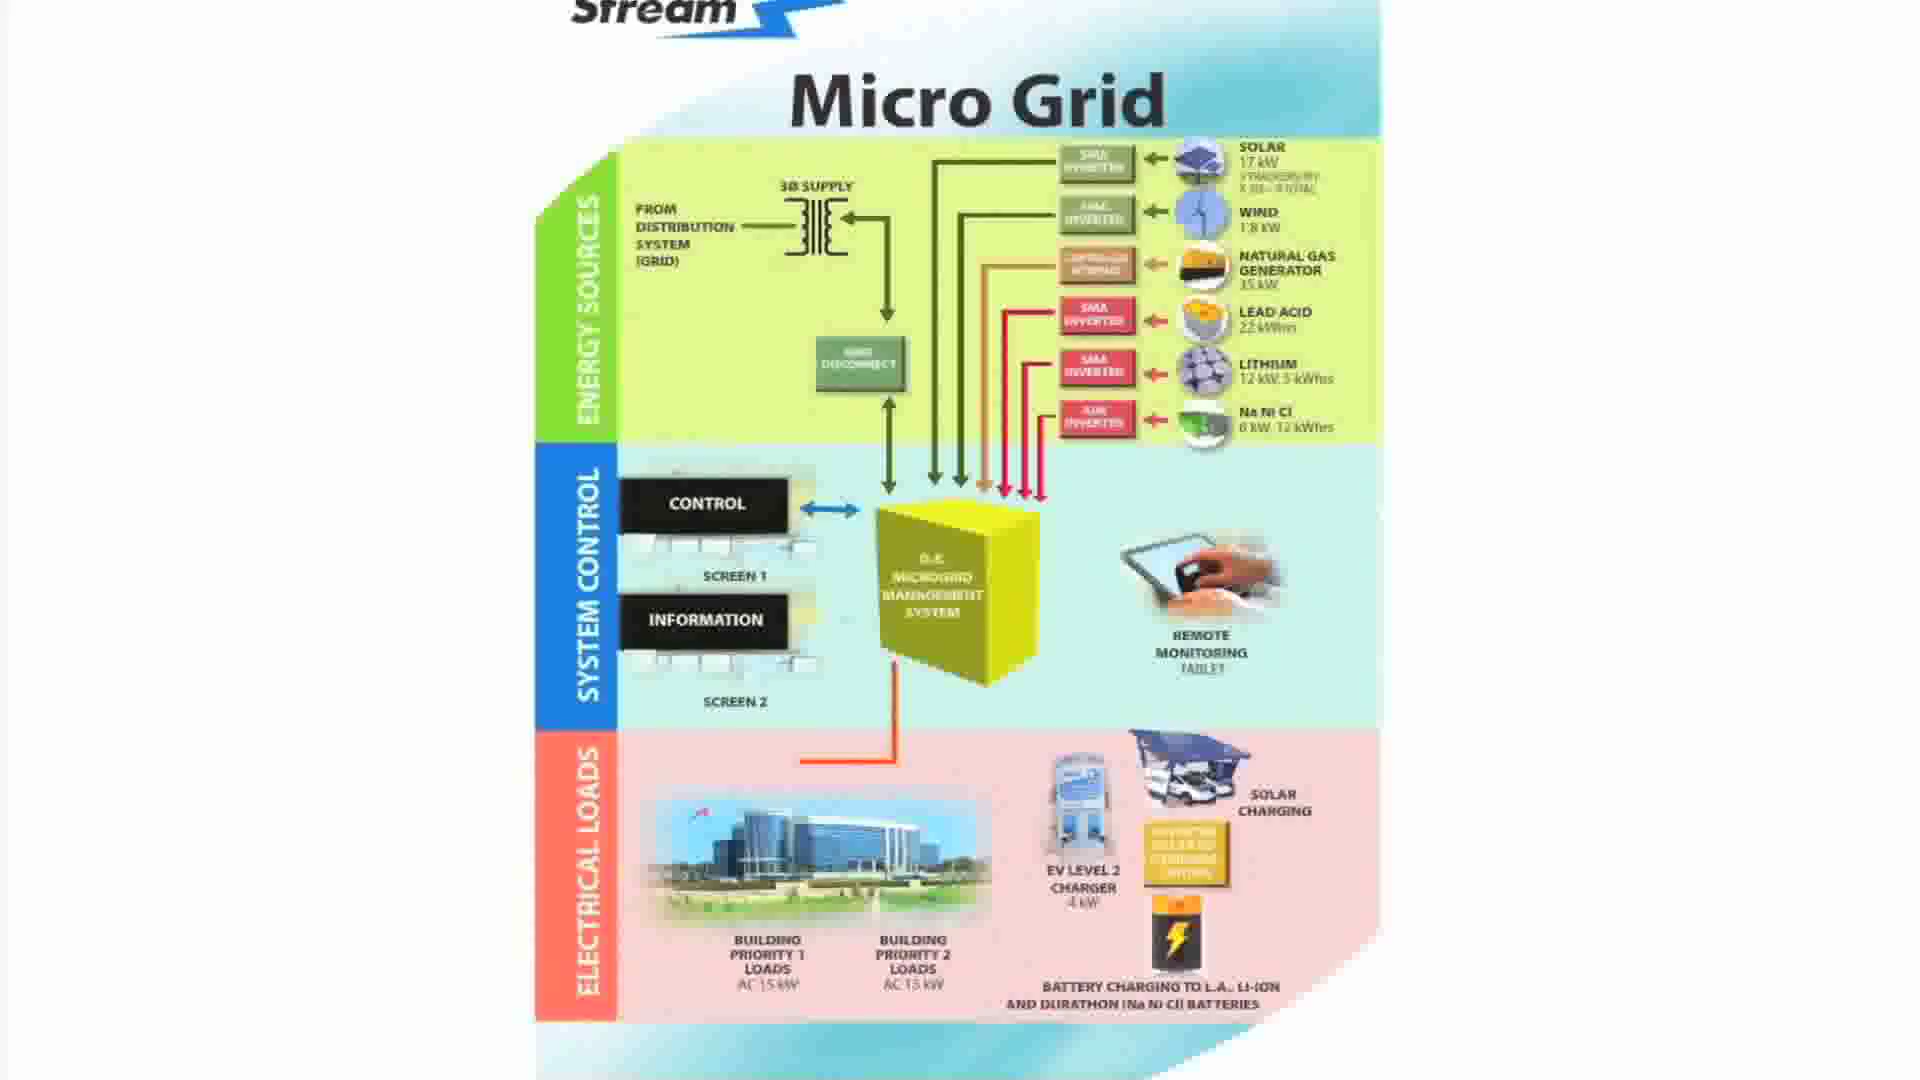 Stream
Micro Grid
ENERGY SOURCES
FROM
DISTRIBUTION
SYSTEM
(GRID)
3Ø SUPPLY
DISCONNECT
SMA
INVERTER
SOLAR
17 kW
INVERTER
WIND
1.8 kW
NATURAL GAS
GENERATOR
35 kW
SMA
INVERTER
LEAD ACID
22 kWhrs
SMA
INVERTER
LITHIUM
12 kW, 5 kWhrs
INVERTER
Na Ni Cl
6 kW, 12 kWhrs
SYSTEM CONTROL
CONTROL
SCREEN 1
INFORMATION
SCREEN 2
MICROGRID
MANAGEMENT
SYSTEM
REMOTE
MONITORING
TABLET
ELECTRICAL LOADS
BUILDING
PRIORITY 1
LOADS
AC 15 kW
BUILDING
PRIORITY 2
LOADS
AC 15 kW
EV LEVEL 2
CHARGER
4 kW
SOLAR
CHARGING
BATTERY CHARGING TO L.A., LI-ION
AND DURATHON (Na Ni Cl) BATTERIES